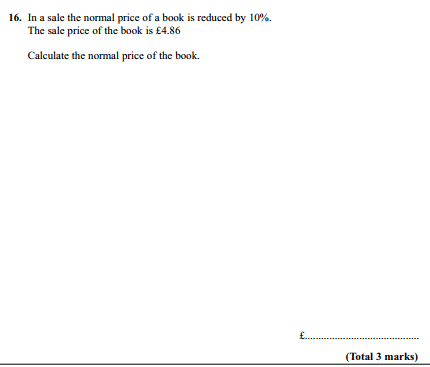 16. In a sale the normal price of a book is reduced by 10%.
The sale price of the book is £4.86
Calculate the normal price of the book.
£..........................................
(Total 3 marks)